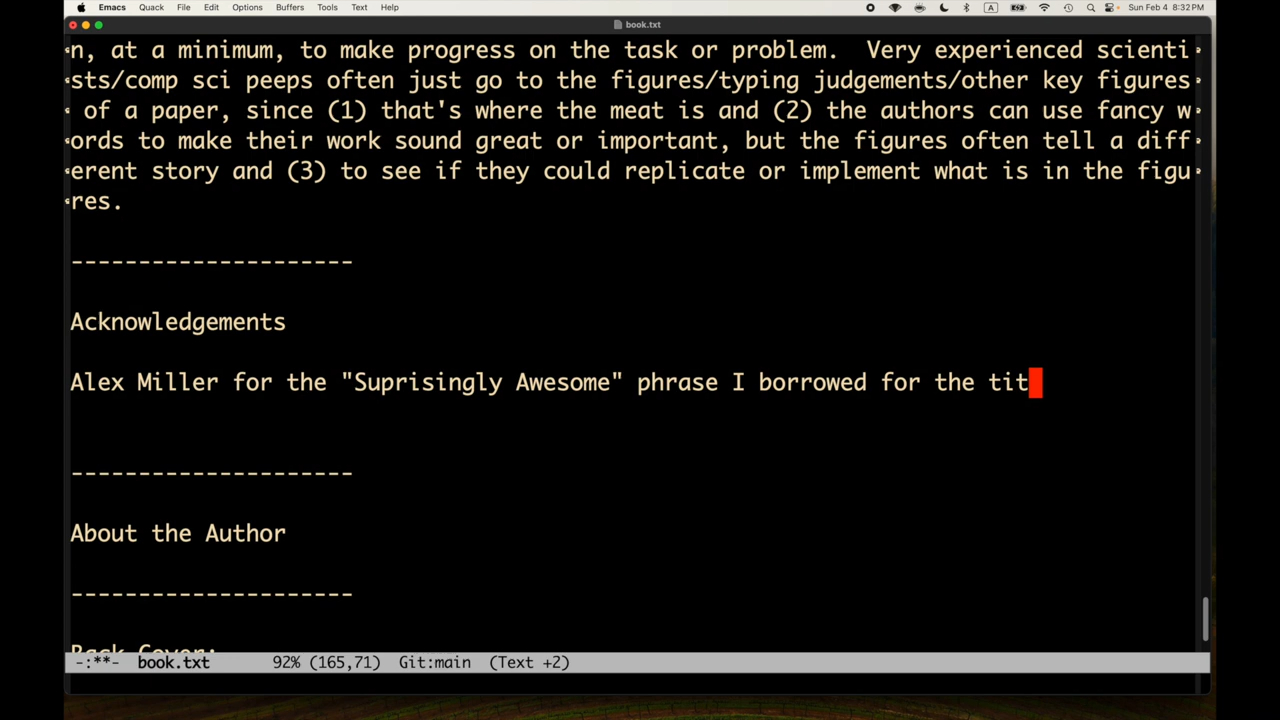 Emacs Quack File Edit Options Buffers Tools Text Help A Sun Feb 4 8:32PM
book.txt
n, at a minimum, to make progress on the task or problem.  Very experienced scienti
sts/comp sci peeps often just go to the figures/typing judgements/other key figures
 of a paper, since (1) that's where the meat is and (2) the authors can use fancy w
ords to make their work sound great or important, but the figures often tell a diff
erent story and (3) to see if they could replicate or implement what is in the figu
res.
---------------------
Acknowledgements
Alex Miller for the "Suprisingly Awesome" phrase I borrowed for the tit
---------------------
About the Author
---------------------
Back Cover:
-:**-  book.txt      92% (165,71)  Git:main  (Text +2)